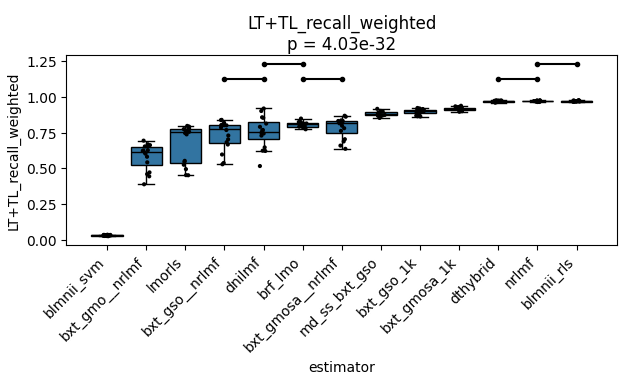 LT+TL_recall_weighted
p = 4.03e-32
LT+TL_recall_weighted
1.25
1.00
0.75
0.50
0.25
0.00
blmnii_svm
bxt_gmo__nrlmf
lmorls
bxt_gso__nrlmf
dnilmf
brf_lmo
bxt_gmosa__nrlmf
md_ss_bxt_gso
bxt_gso_1k
bxt_gmosa_1k
dthybrid
nrlmf
blmnii_rls
estimator